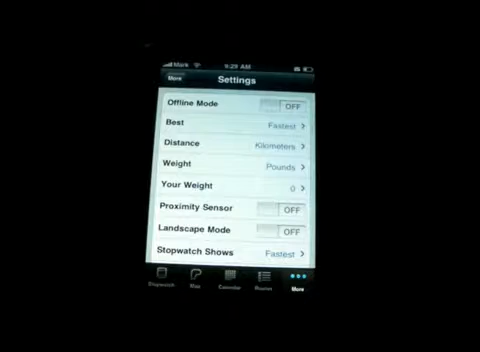 Mark 9:29 AM
More Settings
Offline Mode OFF
Best Fastest
Distance Kilometers
Weight Pounds
Your Weight 0
Proximity Sensor OFF
Landscape Mode OFF
Stopwatch Shows Fastest
Stopwatch Map Calendar Routes More